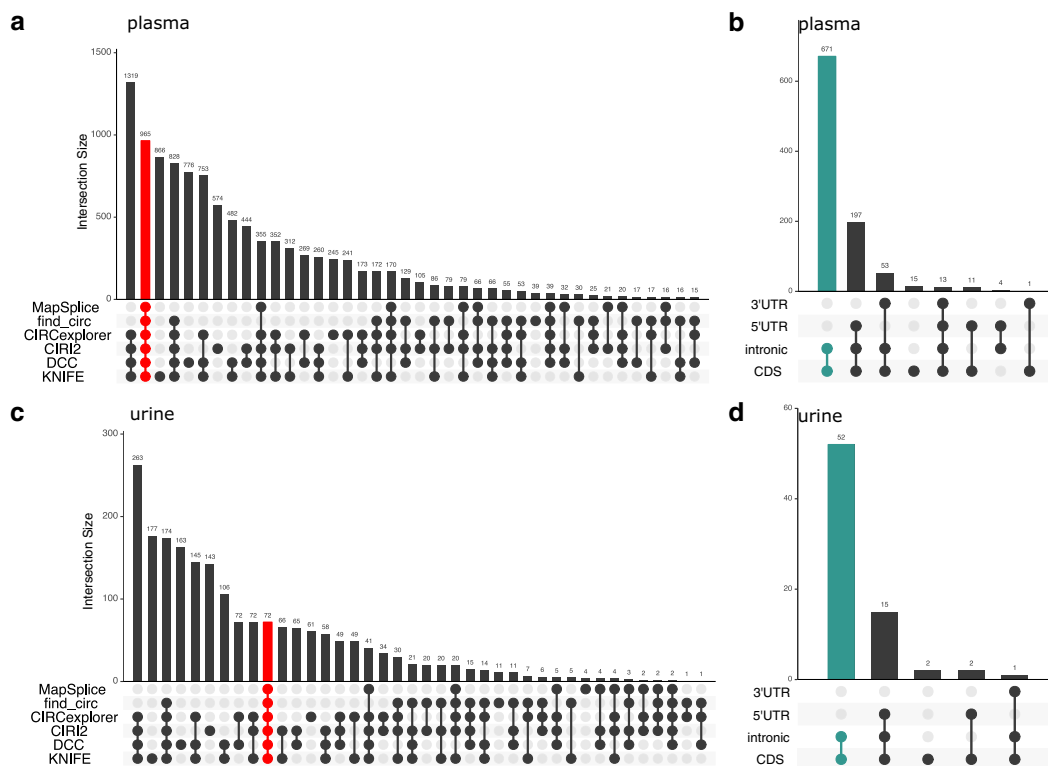 a
plasma
Intersection Size
1500
1000
500
0
1319 965 866 828 776 753 574 482 444 355 352 312 269 260 245 241 173 172 170 129 105 86 79 79 66 66 55 53 39 39 32 30 25 21 20 17 17 16 16 15
MapSplice
find_circ
CIRCexplorer
CIRI2
DCC
KNIFE
b
plasma
600
400
200
0
671 197 53 15 13 11 4 1
3'UTR
5'UTR
intronic
CDS
c
urine
Intersection Size
300
200
100
0
263 177 174 163 145 143 106 72 72 72 66 65 61 58 49 49 41 34 30 21 20 20 20 15 14 11 11 7 6 5 5 4 4 4 3 2 2 2 1 1
MapSplice
find_circ
CIRCexplorer
CIRI2
DCC
KNIFE
d
urine
60
40
20
0
52 15 2 2 1
3'UTR
5'UTR
intronic
CDS